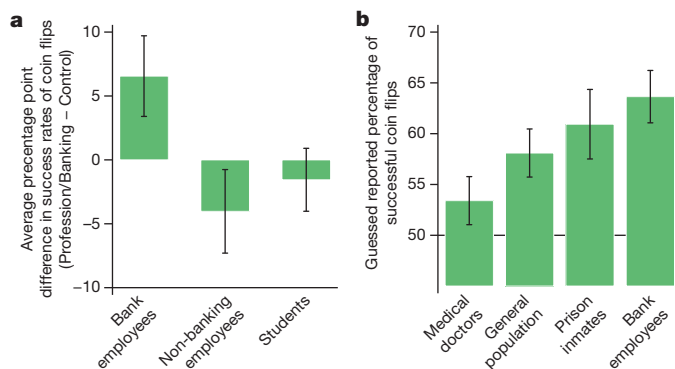 a
Average precentage point
difference in success rates of coin flips
(Profession/Banking – Control)
10
5
0
−5
−10
Bank
employees
Non-banking
employees
Students
b
Guessed reported percentage of
successful coin flips
70
65
60
55
50
Medical
doctors
General
population
Prison
inmates
Bank
employees